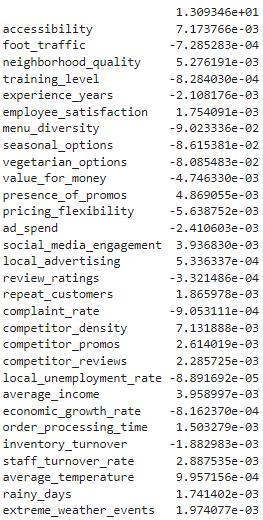 1.309346e+01
accessibility 7.173766e-03
foot_traffic -7.285283e-04
neighborhood_quality 5.276191e-03
training_level -8.284030e-04
experience_years -2.108176e-03
employee_satisfaction 1.754091e-03
menu_diversity -9.023336e-02
seasonal_options -8.615381e-02
vegetarian_options -8.085483e-02
value_for_money -4.746330e-03
presence_of_promos 4.869055e-03
pricing_flexibility -5.638752e-03
ad_spend -2.410603e-03
social_media_engagement 3.936830e-03
local_advertising 5.336337e-04
review_ratings -3.321486e-04
repeat_customers 1.865978e-03
complaint_rate -9.053111e-04
competitor_density 7.131888e-03
competitor_promos 2.614019e-03
competitor_reviews 2.285725e-03
local_unemployment_rate -8.891692e-05
average_income 3.958997e-03
economic_growth_rate -8.162370e-04
order_processing_time 1.503279e-03
inventory_turnover -1.882983e-03
staff_turnover_rate 2.887535e-03
average_temperature 9.957156e-04
rainy_days 1.741402e-03
extreme_weather_events 1.974077e-03